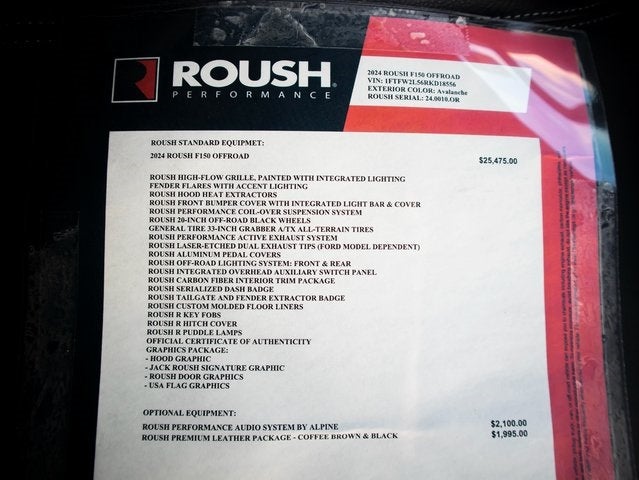 ROUSH
PERFORMANCE
2024 ROUSH F150 OFFROAD
VIN: 1FTFW2L56RKD18556
EXTERIOR COLOR: Avalanche
ROUSH SERIAL: 24.0010.OR
ROUSH STANDARD EQUIPMET:
2024 ROUSH F150 OFFROAD $25,475.00
ROUSH HIGH-FLOW GRILLE, PAINTED WITH INTEGRATED LIGHTING
FENDER FLARES WITH ACCENT LIGHTING
ROUSH HOOD HEAT EXTRACTORS
ROUSH FRONT BUMPER COVER WITH INTEGRATED LIGHT BAR & COVER
ROUSH PERFORMANCE COIL-OVER SUSPENSION SYSTEM
ROUSH 20-INCH OFF-ROAD BLACK WHEELS
GENERAL TIRE 33-INCH GRABBER A/TX ALL-TERRAIN TIRES
ROUSH PERFORMANCE ACTIVE EXHAUST SYSTEM
ROUSH LASER-ETCHED DUAL EXHAUST TIPS (FORD MODEL DEPENDENT)
ROUSH ALUMINUM PEDAL COVERS
ROUSH OFF-ROAD LIGHTING SYSTEM: FRONT & REAR
ROUSH INTEGRATED OVERHEAD AUXILIARY SWITCH PANEL
ROUSH CARBON FIBER INTERIOR TRIM PACKAGE
ROUSH SERIALIZED DASH BADGE
ROUSH TAILGATE AND FENDER EXTRACTOR BADGE
ROUSH CUSTOM MOLDED FLOOR LINERS
ROUSH R KEY FOBS
ROUSH R HITCH COVER
ROUSH R PUDDLE LAMPS
OFFICIAL CERTIFICATE OF AUTHENTICITY
GRAPHICS PACKAGE:
- HOOD GRAPHIC
- JACK ROUSH SIGNATURE GRAPHIC
- ROUSH DOOR GRAPHICS
- USA FLAG GRAPHICS
OPTIONAL EQUIPMENT:
ROUSH PERFORMANCE AUDIO SYSTEM BY ALPINE $2,100.00
ROUSH PREMIUM LEATHER PACKAGE - COFFEE BROWN & BLACK $1,995.00